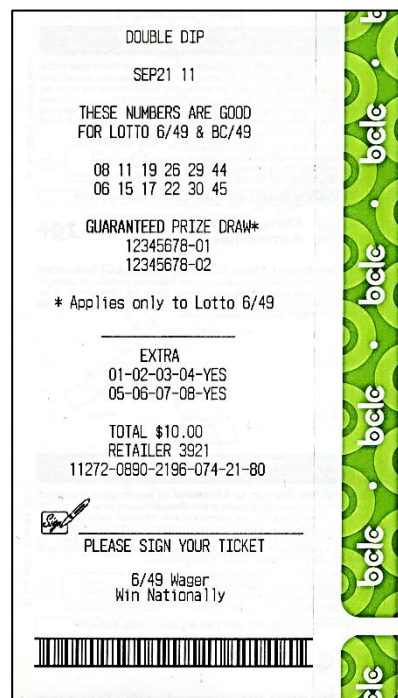 DOUBLE DIP
SEP21 11
THESE NUMBERS ARE GOOD
FOR LOTTO 6/49 & BC/49
08 11 19 26 29 44
06 15 17 22 30 45
GUARANTEED PRIZE DRAW*
12345678-01
12345678-02
* Applies only to Lotto 6/49
EXTRA
01-02-03-04-YES
05-06-07-08-YES
TOTAL $10.00
RETAILER 3921
11272-0890-2196-074-21-80
Sign
PLEASE SIGN YOUR TICKET
6/49 Wager
Win Nationally
bclc
bclc
bclc
bclc
bclc